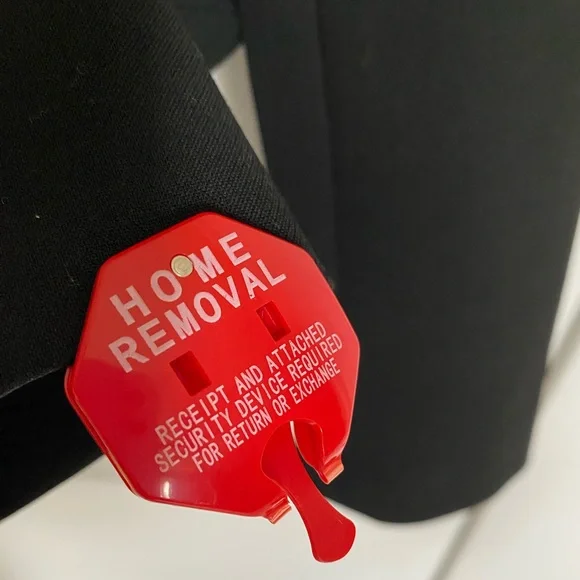 HOME
REMOVAL
RECEIPT AND ATTACHED
SECURITY DEVICE REQUIRED
FOR RETURN OR EXCHANGE